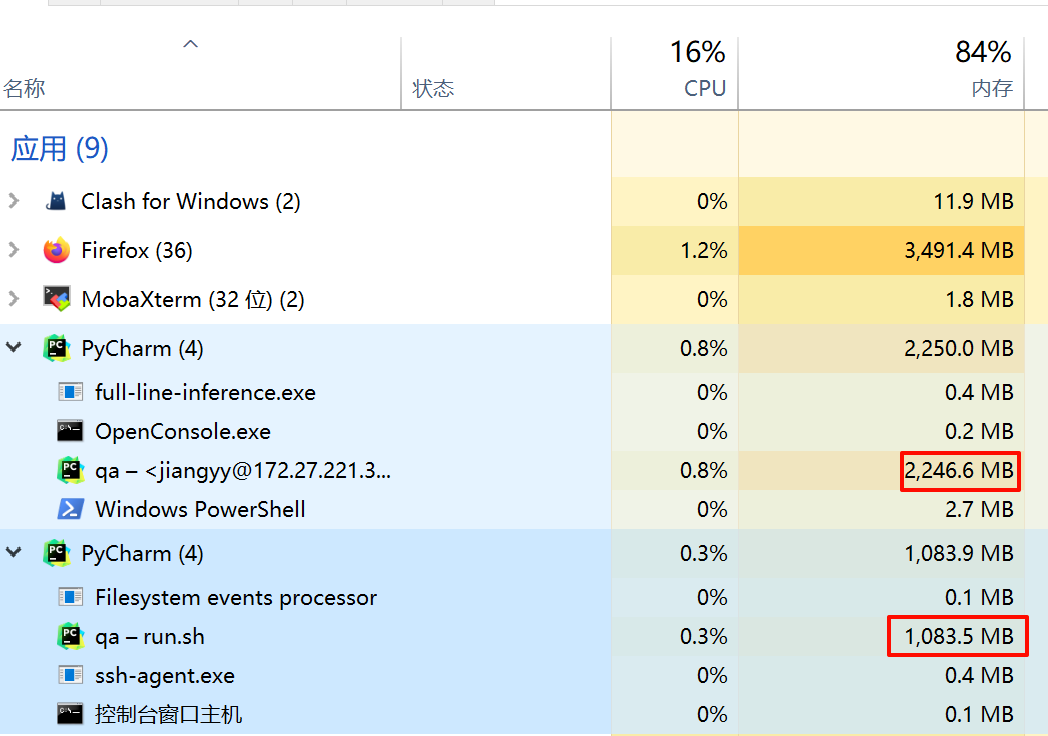 16% 84%
名称 状态 CPU 内存
应用 (9)
Clash for Windows (2) 0% 11.9 MB
Firefox (36) 1.2% 3,491.4 MB
MobaXterm (32 位) (2) 0% 1.8 MB
PyCharm (4) 0.8% 2,250.0 MB
full-line-inference.exe 0% 0.4 MB
OpenConsole.exe 0% 0.2 MB
qa – <jiangyy@172.27.221.3... 0.8% 2,246.6 MB
Windows PowerShell 0% 2.7 MB
PyCharm (4) 0.3% 1,083.9 MB
Filesystem events processor 0% 0.1 MB
qa – run.sh 0.3% 1,083.5 MB
ssh-agent.exe 0% 0.4 MB
控制台窗口主机 0% 0.1 MB